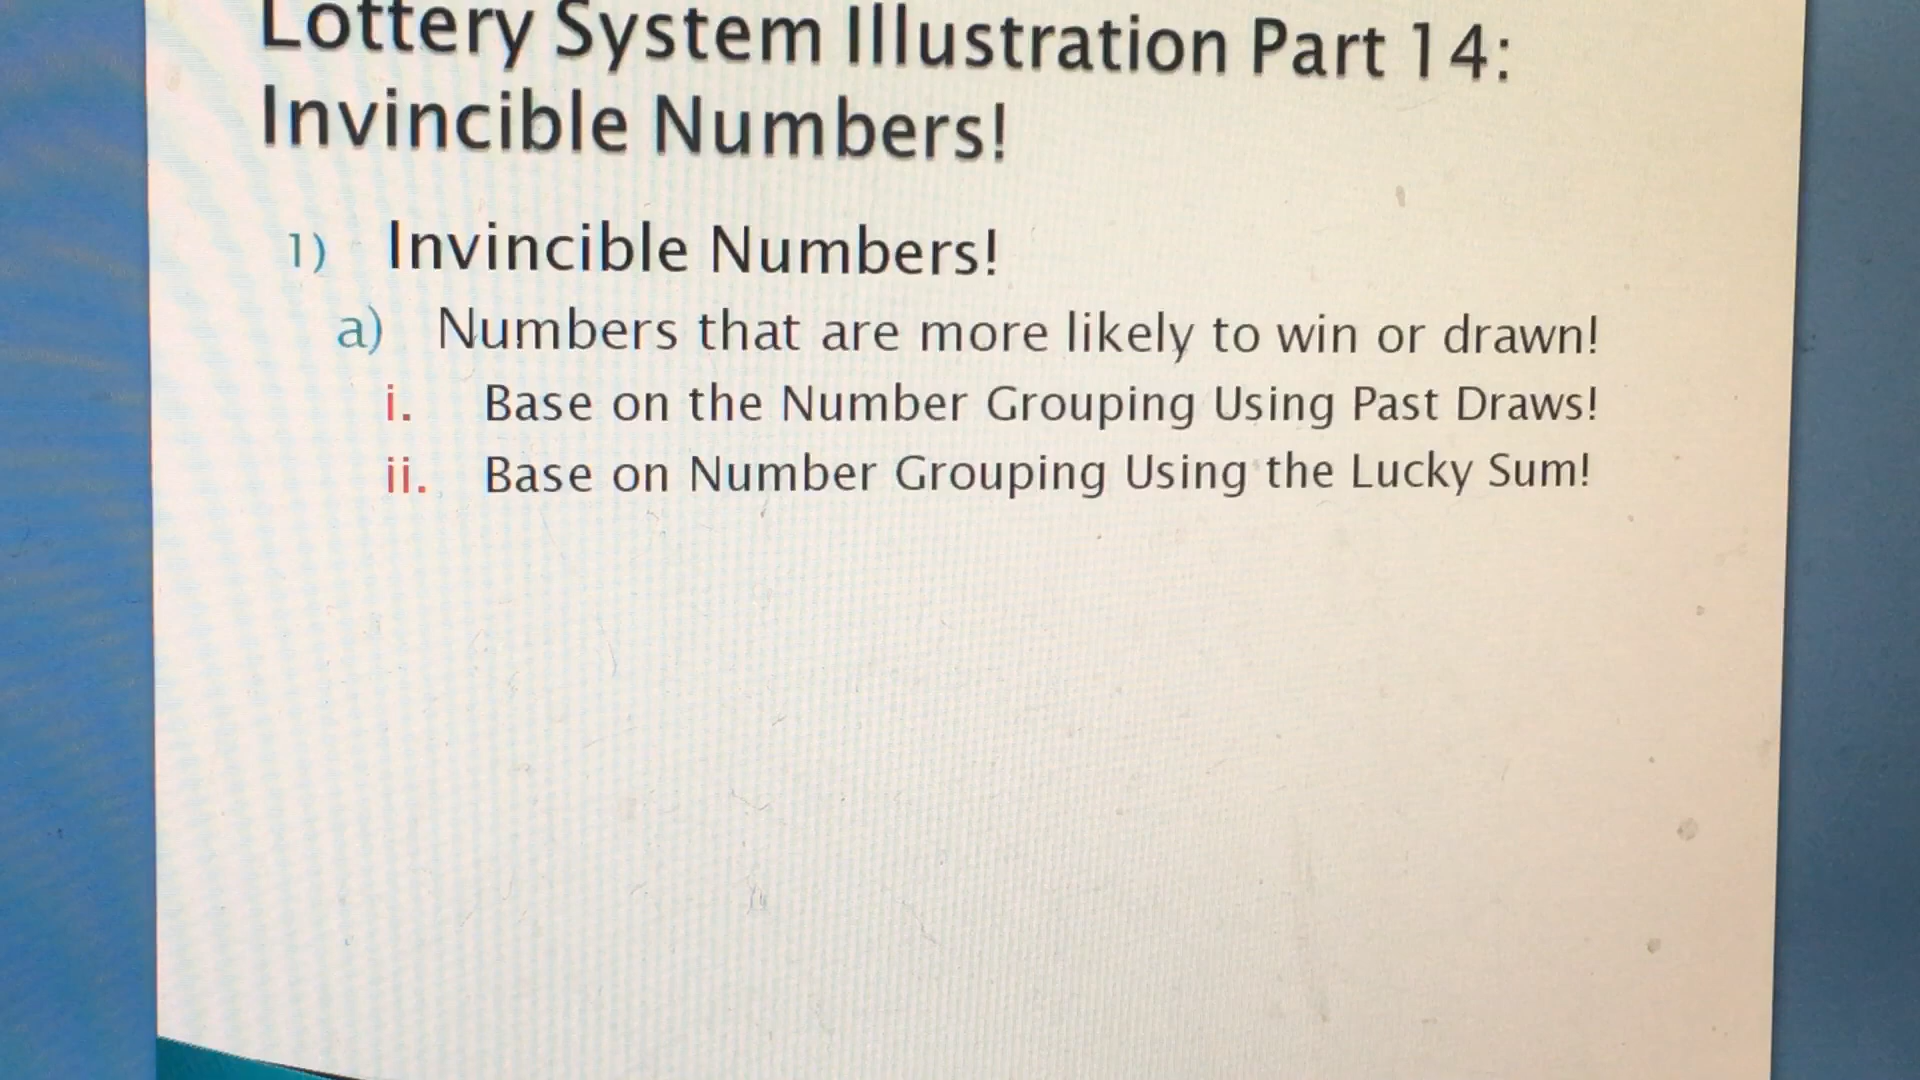 Lottery System Illustration Part 14:
Invincible Numbers!
1) Invincible Numbers!
a) Numbers that are more likely to win or drawn!
i. Base on the Number Grouping Using Past Draws!
ii. Base on Number Grouping Using the Lucky Sum!